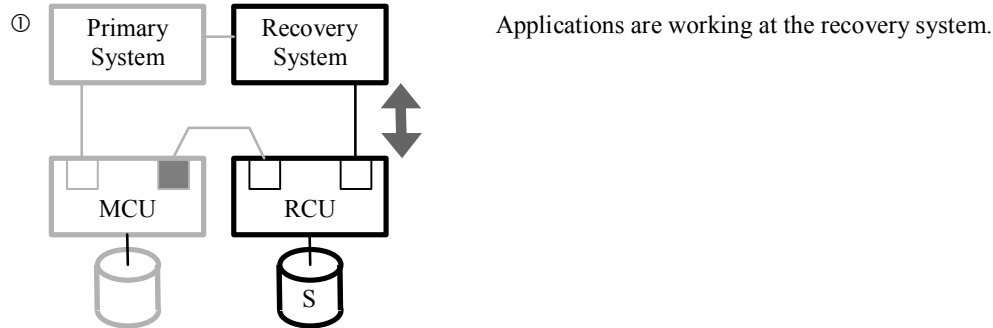 ① Primary System Recovery System Applications are working at the recovery system.
MCU RCU
S